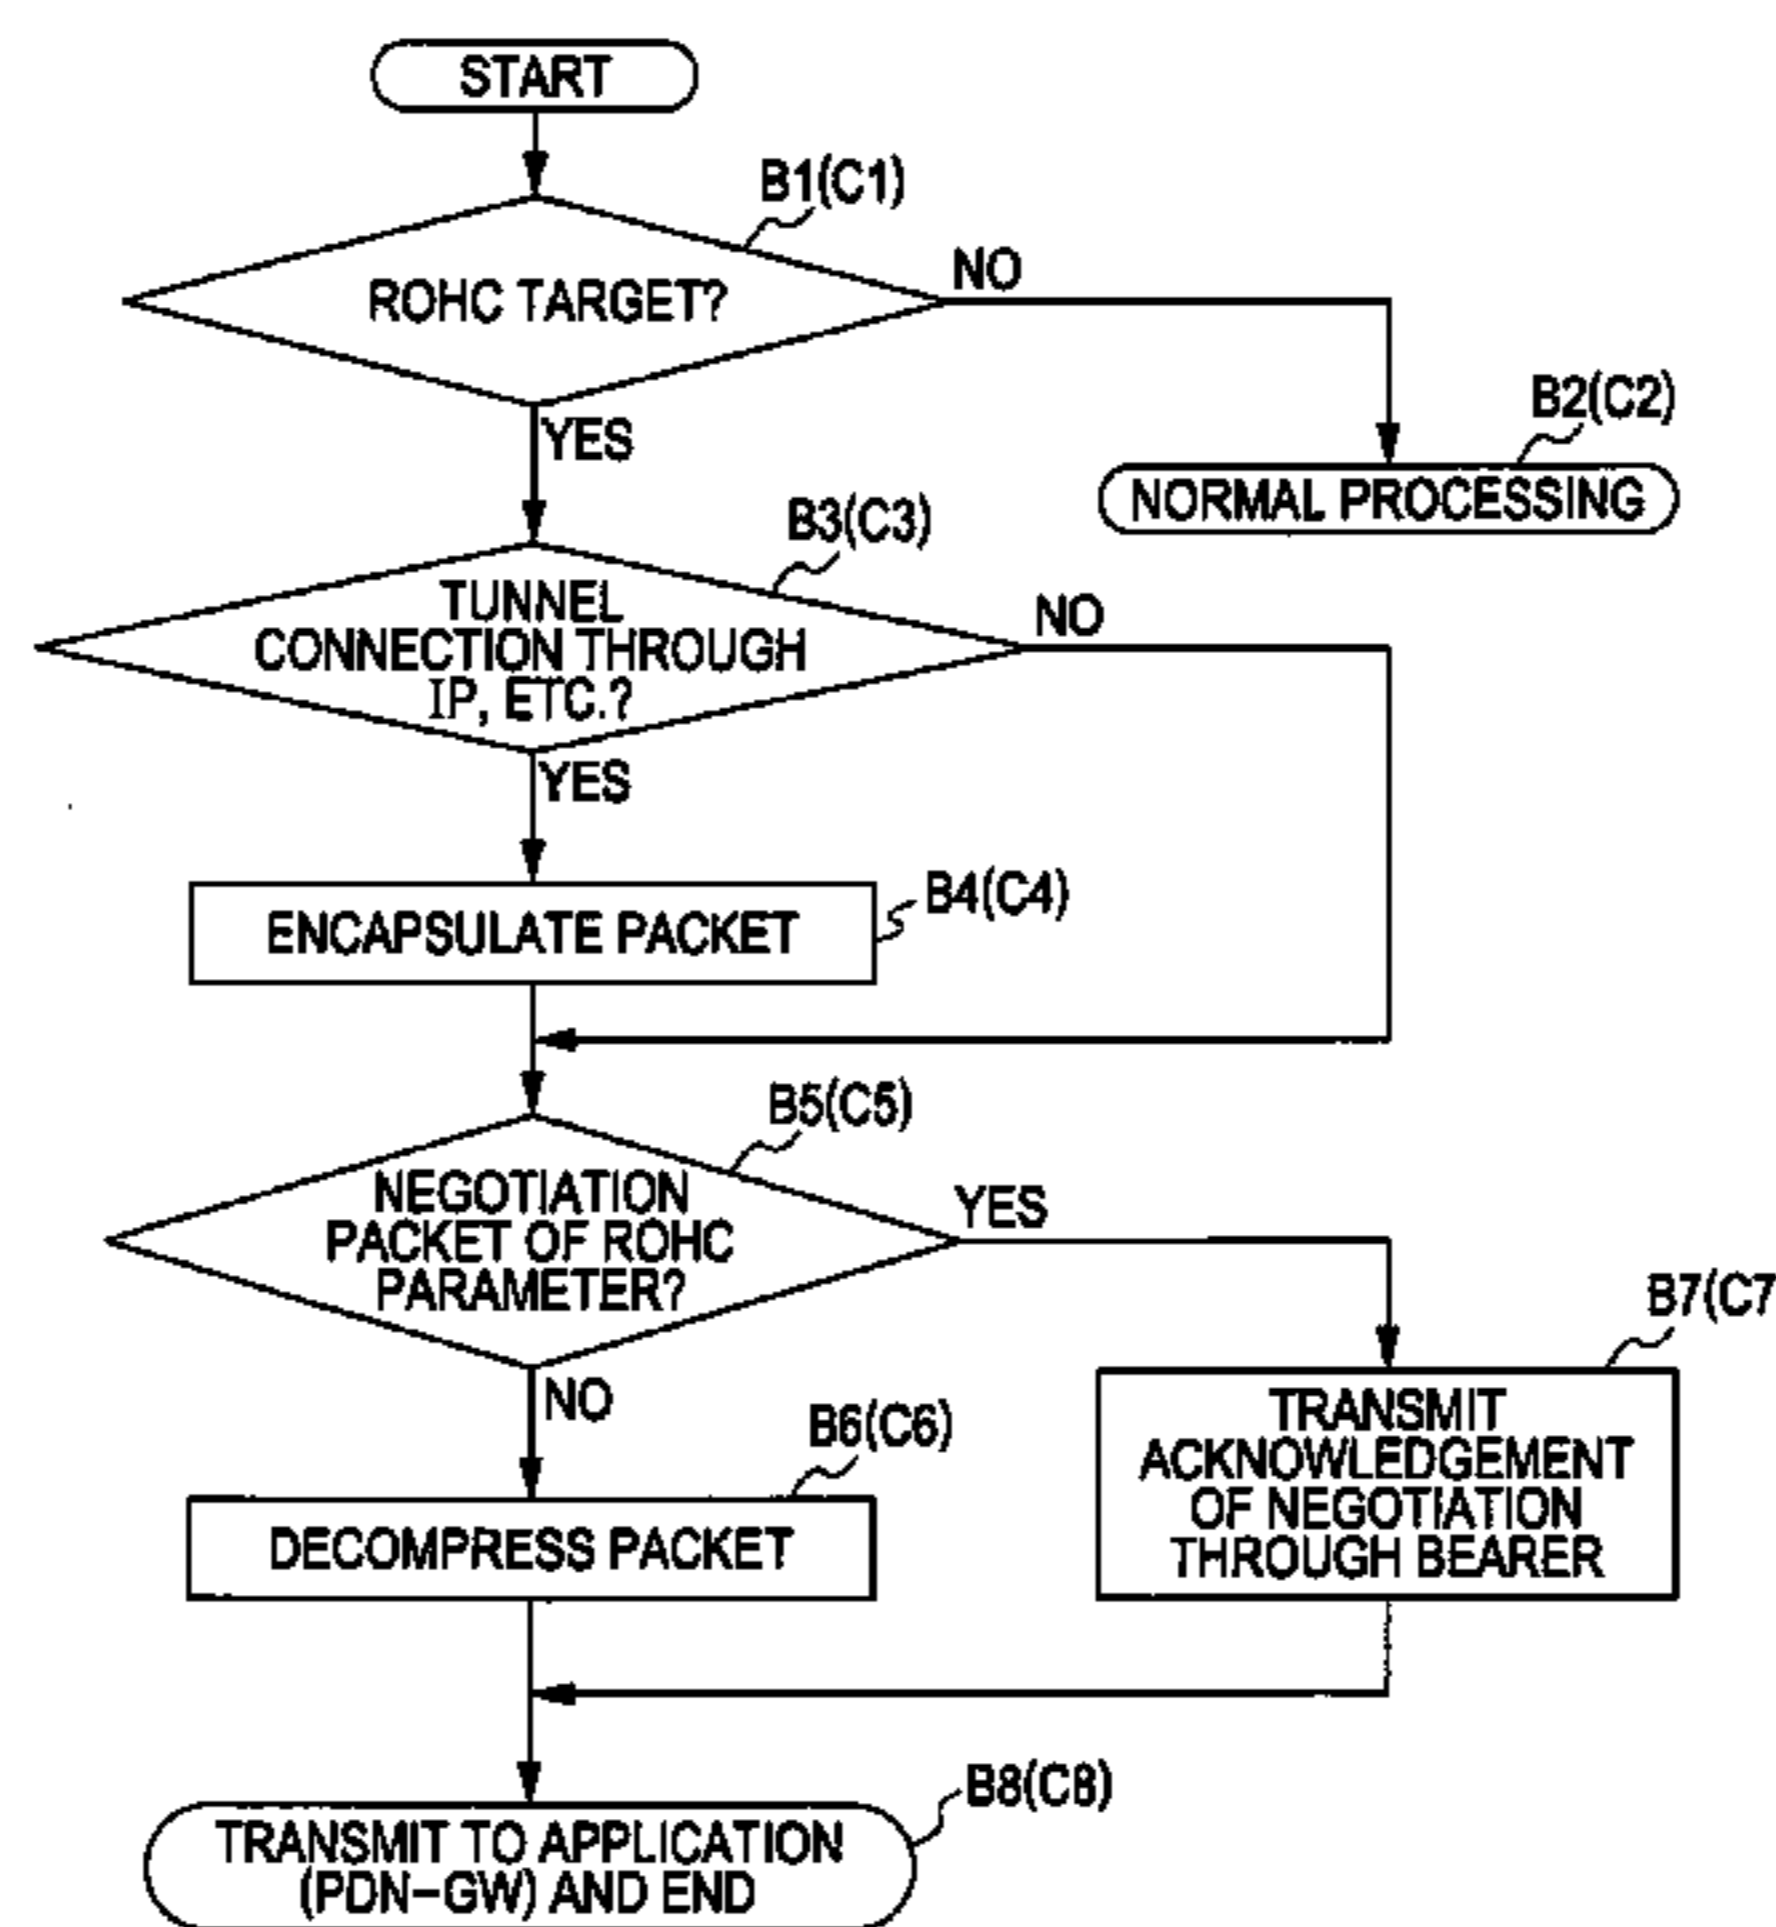 START
B1(C1)
ROHC TARGET?
NO
YES
B2(C2)
NORMAL PROCESSING
B3(C3)
TUNNEL
CONNECTION THROUGH
IP, ETC.?
NO
YES
B4(C4)
ENCAPSULATE PACKET
B5(C5)
NEGOTIATION
PACKET OF ROHC
PARAMETER?
YES
NO
B7(C7
TRANSMIT
ACKNOWLEDGEMENT
OF NEGOTIATION
THROUGH BEARER
B6(C6)
DECOMPRESS PACKET
B8(C8)
TRANSMIT TO APPLICATION
(PDN-GW) AND END